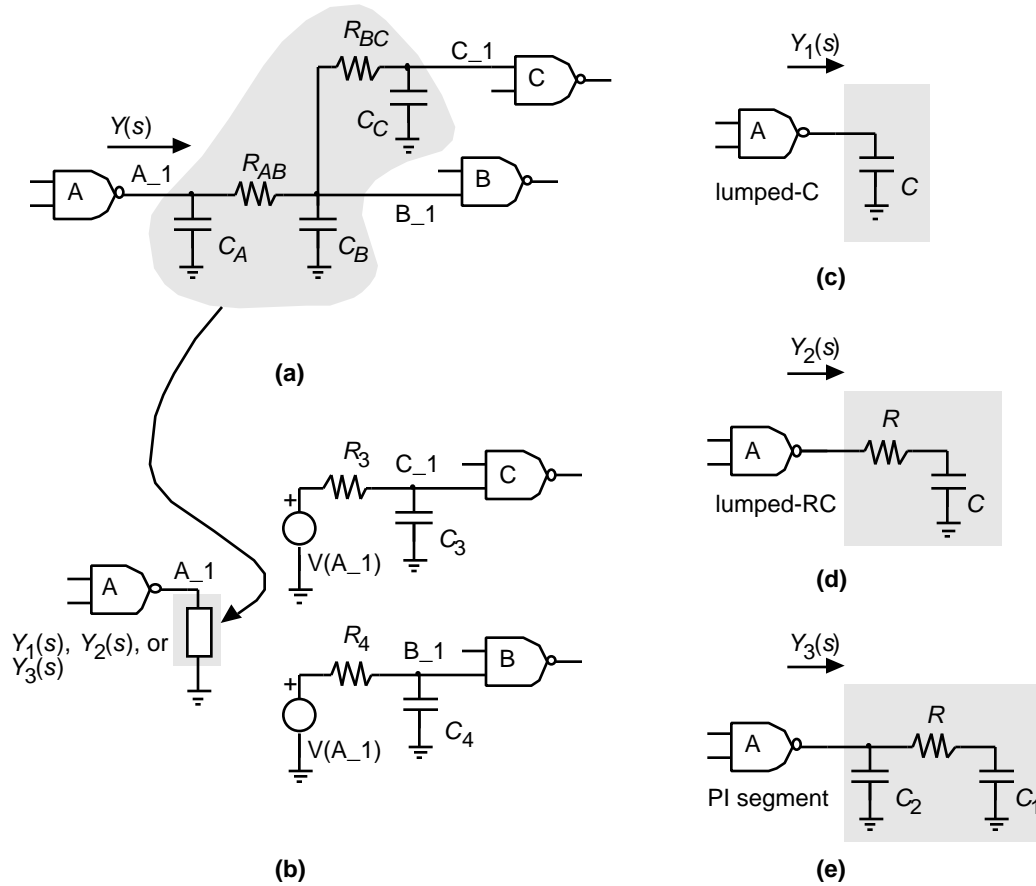 R_BC
C_1
C
C_C
Y(s)
A_1
R_AB
A
B
B_1
C_A
C_B
(a)
Y_1(s)
A
lumped-C
C
(c)
Y_2(s)
R
A
lumped-RC
C
(d)
R_3
C_1
C
+
C_3
V(A_1)
A_1
A
Y_1(s), Y_2(s), or
Y_3(s)
R_4
B_1
B
+
C_4
V(A_1)
(b)
Y_3(s)
R
A
PI segment
C_2
C_1
(e)